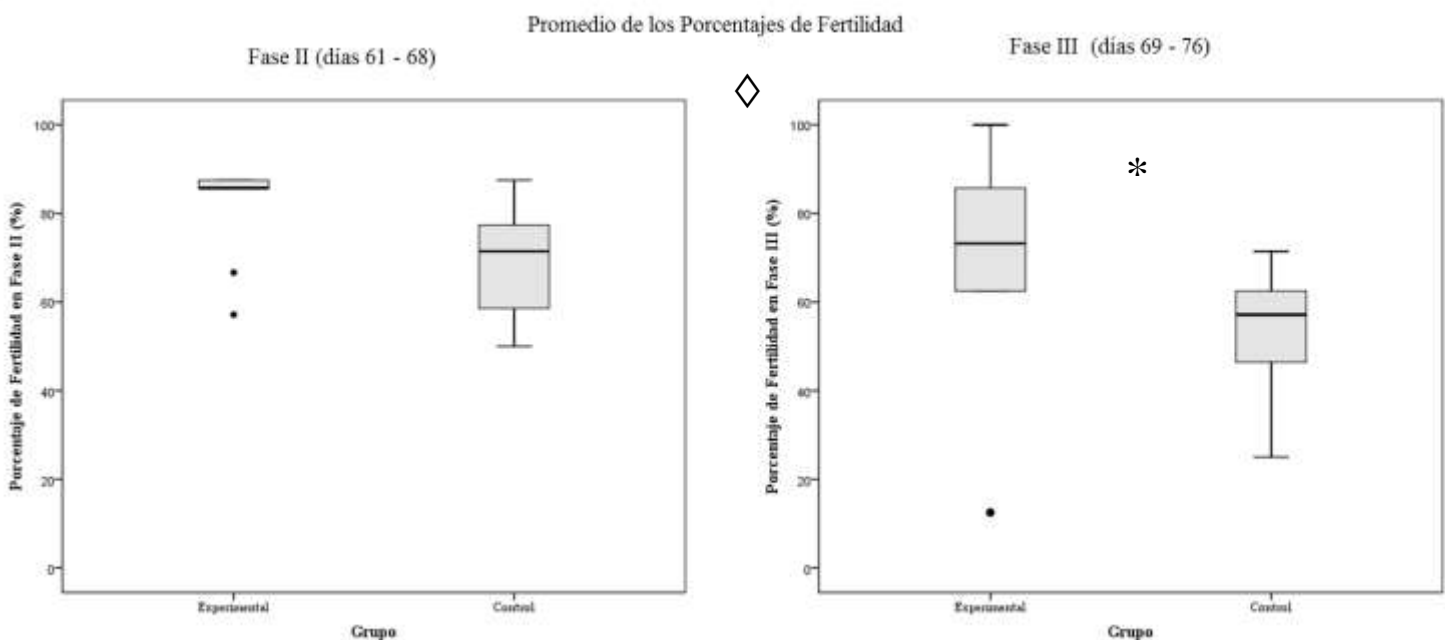 Promedio de los Porcentajes de Fertilidad
Fase II (días 61 - 68)
Porcentaje de Fertilidad en Fase II (%)
100
80
60
40
20
0
Experimental
Control
Grupo
◊
Fase III (días 69 - 76)
Porcentaje de Fertilidad en Fase III (%)
100
80
60
40
20
0
*
Experimental
Control
Grupo